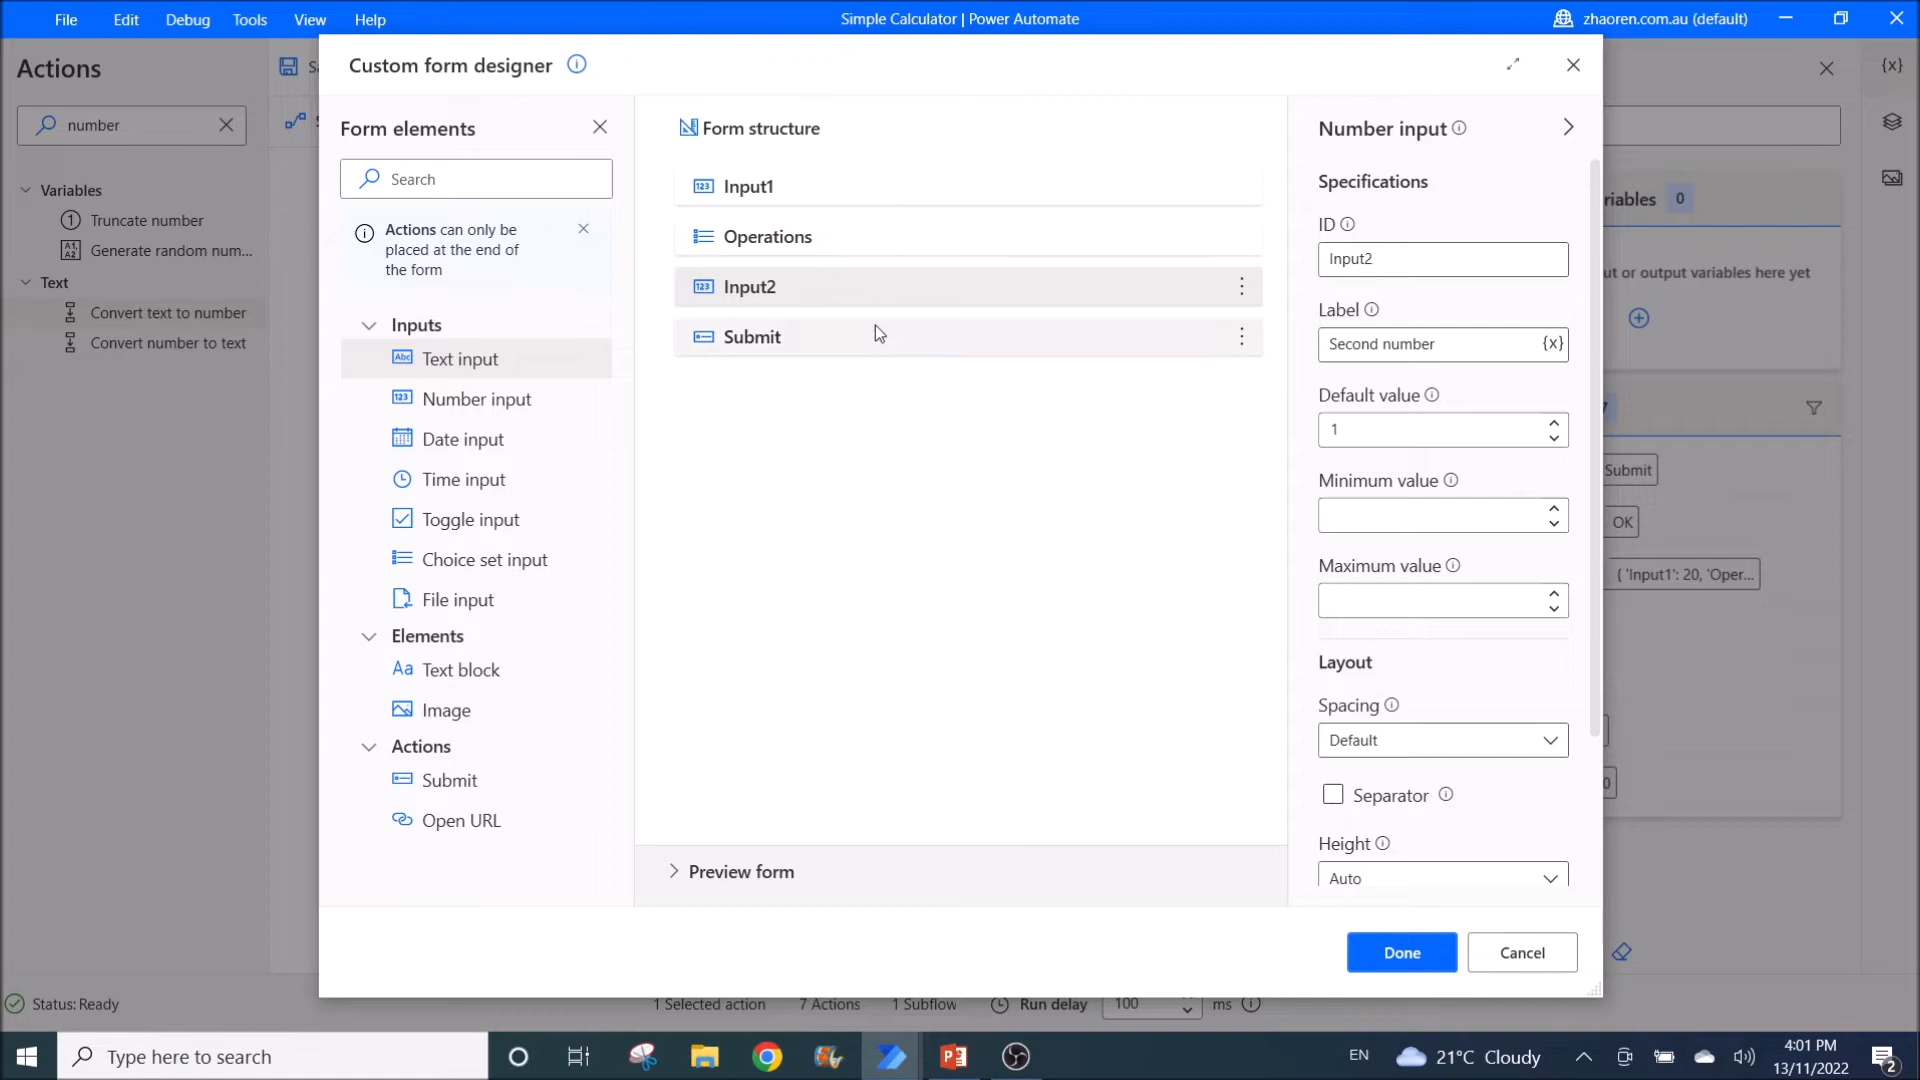 File Edit Debug Tools View Help
Simple Calculator | Power Automate
zhaoren.com.au (default)
Actions
number
Variables
Truncate number
Generate random num...
Text
Convert text to number
Convert number to text
Custom form designer
Form elements
Search
Actions can only be
placed at the end of
the form
Inputs
Text input
Number input
Date input
Time input
Toggle input
Choice set input
File input
Elements
Text block
Image
Actions
Submit
Open URL
Form structure
Input1
Operations
Input2
Submit
Preview form
Number input
Specifications
ID
Input2
Label
Second number {x}
Default value
1
Minimum value
Maximum value
Layout
Spacing
Default
Separator
Height
Auto
Done Cancel
{x}
riables 0
ut or output variables here yet
Submit
OK
{ 'Input1': 20, 'Oper...
Status: Ready
1 Selected action 7 Actions 1 Subflow Run delay 100 ms
Type here to search
EN
21°C Cloudy
4:01 PM
13/11/2022
2